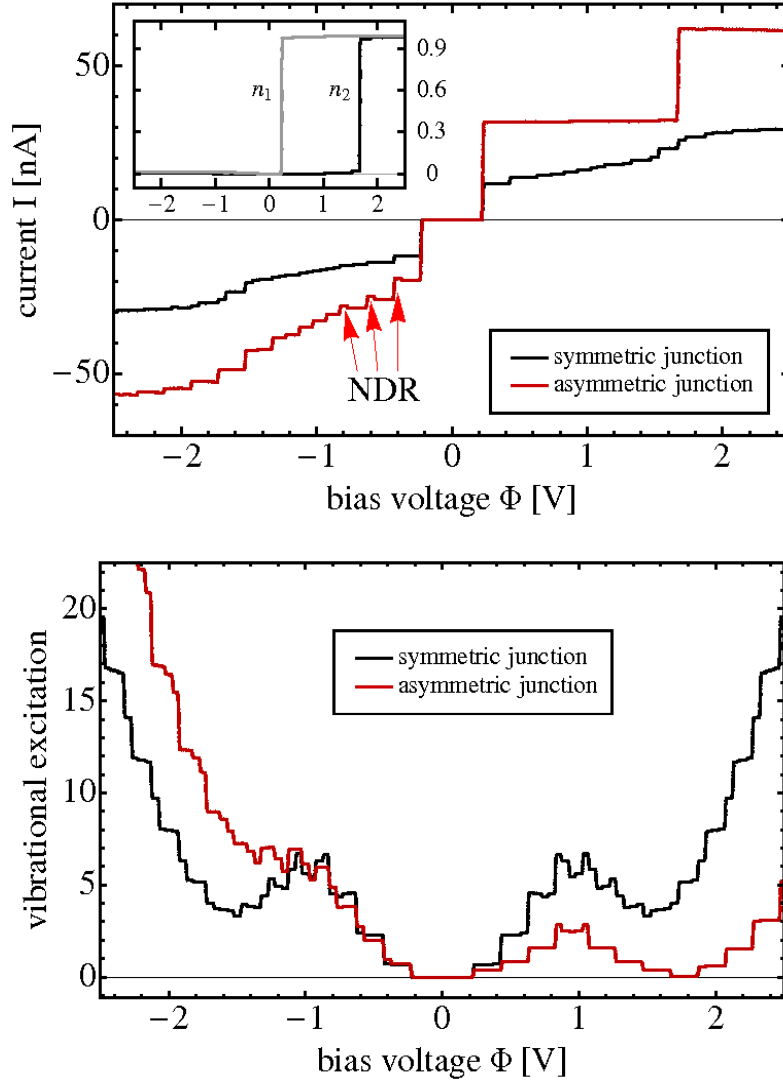 50
0
−50
current I [nA]
n1
n2
0.9
0.6
0.3
0
−2 −1 0 1 2
NDR
symmetric junction
asymmetric junction
−2 −1 0 1 2
bias voltage Φ [V]
20
15
10
5
0
vibrational excitation
symmetric junction
asymmetric junction
−2 −1 0 1 2
bias voltage Φ [V]